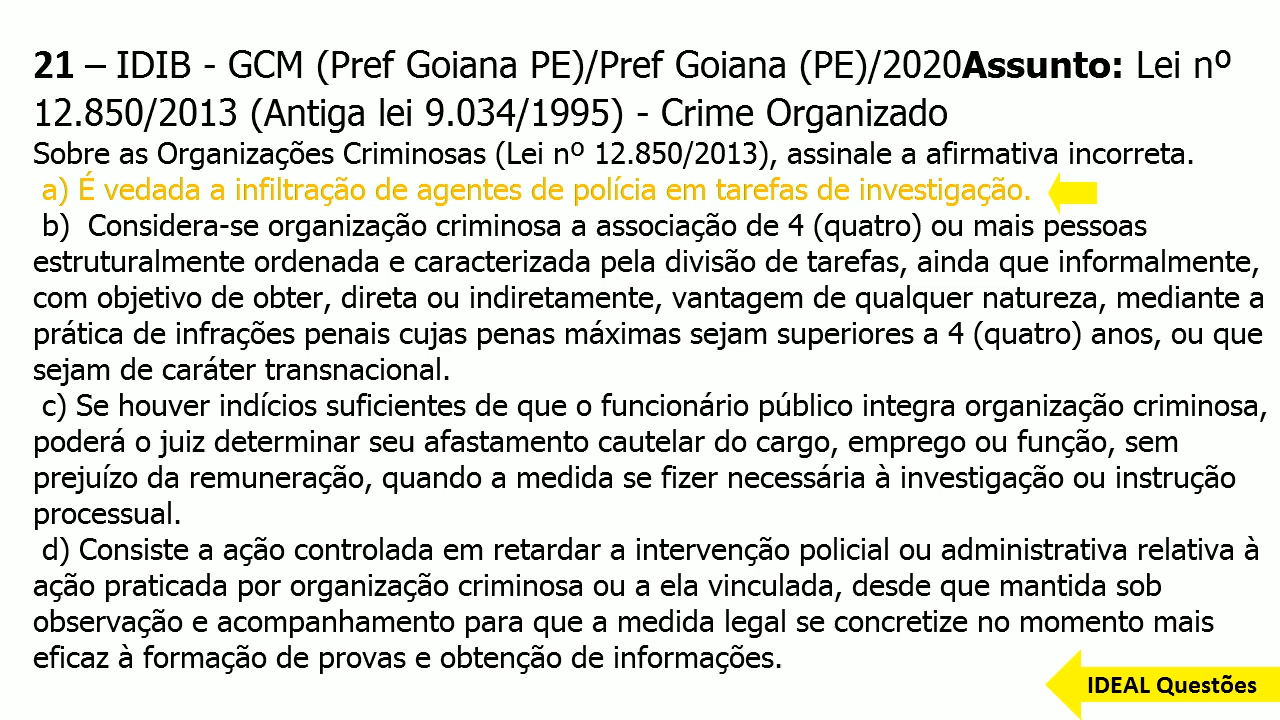 21 – IDIB - GCM (Pref Goiana PE)/Pref Goiana (PE)/2020Assunto: Lei nº
12.850/2013 (Antiga lei 9.034/1995) - Crime Organizado
Sobre as Organizações Criminosas (Lei nº 12.850/2013), assinale a afirmativa incorreta.
a) É vedada a infiltração de agentes de polícia em tarefas de investigação.
b) Considera-se organização criminosa a associação de 4 (quatro) ou mais pessoas
estruturalmente ordenada e caracterizada pela divisão de tarefas, ainda que informalmente,
com objetivo de obter, direta ou indiretamente, vantagem de qualquer natureza, mediante a
prática de infrações penais cujas penas máximas sejam superiores a 4 (quatro) anos, ou que
sejam de caráter transnacional.
c) Se houver indícios suficientes de que o funcionário público integra organização criminosa,
poderá o juiz determinar seu afastamento cautelar do cargo, emprego ou função, sem
prejuízo da remuneração, quando a medida se fizer necessária à investigação ou instrução
processual.
d) Consiste a ação controlada em retardar a intervenção policial ou administrativa relativa à
ação praticada por organização criminosa ou a ela vinculada, desde que mantida sob
observação e acompanhamento para que a medida legal se concretize no momento mais
eficaz à formação de provas e obtenção de informações.
IDEAL Questões